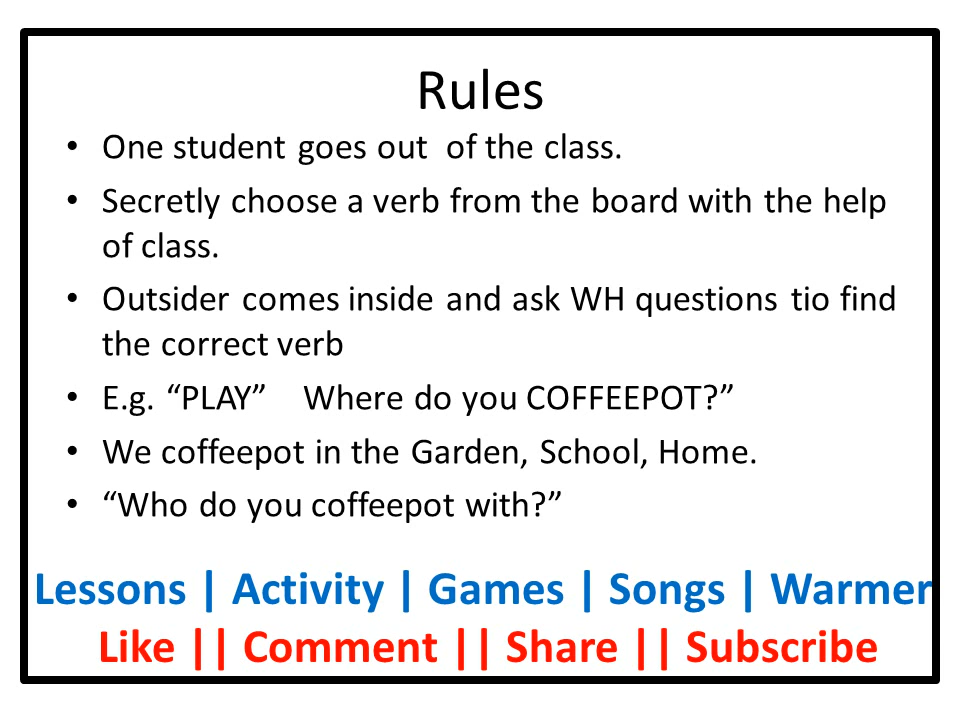 Rules
• One student goes out  of the class.
• Secretly choose a verb from the board with the help
of class.
• Outsider comes inside and ask WH questions tio find
the correct verb
• E.g. “PLAY”    Where do you COFFEEPOT?”
• We coffeepot in the Garden, School, Home.
• “Who do you coffeepot with?”
Lessons | Activity | Games | Songs | Warmer
Like || Comment || Share || Subscribe